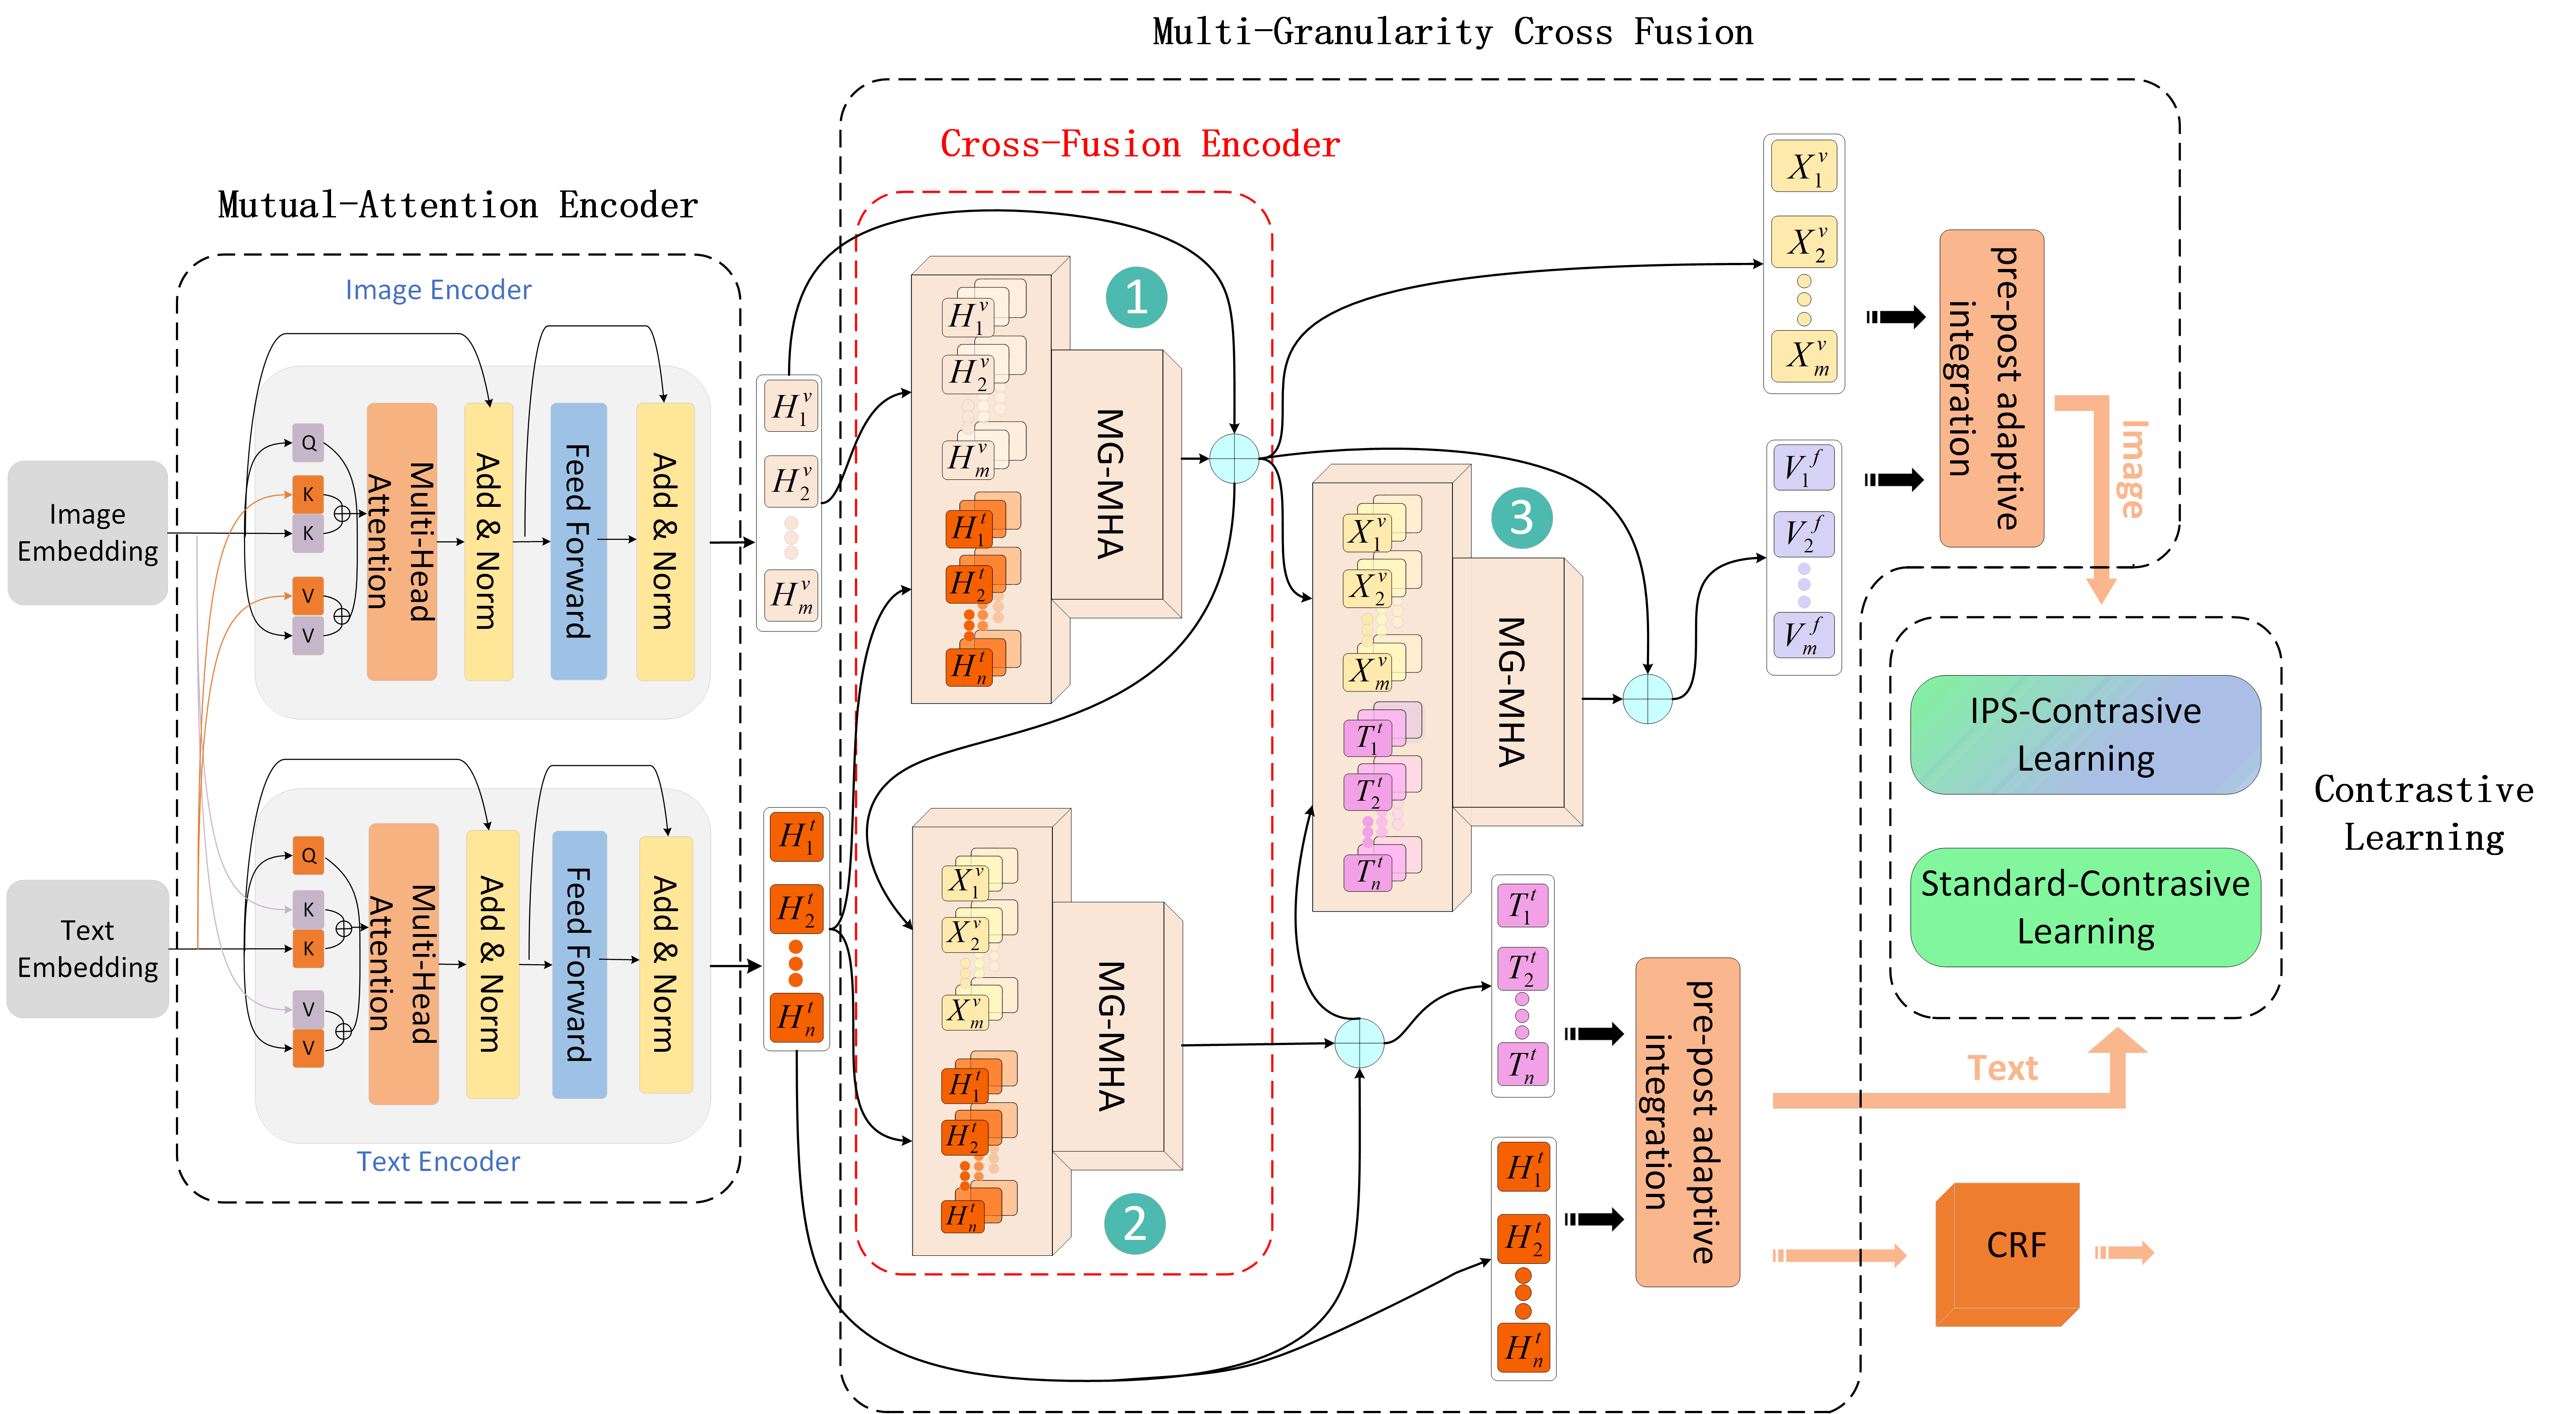 Multi-Granularity Cross Fusion
Cross-Fusion Encoder
Mutual-Attention Encoder
Image Encoder
Image
Embedding
Q
K
K
V
V
Multi-Head
Attention
Add & Norm
Feed Forward
Add & Norm
Text
Embedding
Q
K
K
V
V
Multi-Head
Attention
Add & Norm
Feed Forward
Add & Norm
Text Encoder
H_1^v
H_2^v
H_m^v
H_1^t
H_2^t
H_n^t
1
H_1^v
H_2^v
H_m^v
H_1^t
H_2^t
H_n^t
MG-MHA
X_1^v
X_2^v
X_m^v
H_1^t
H_2^t
H_n^t
MG-MHA
2
3
X_1^v
X_2^v
X_m^v
T_1^t
T_2^t
T_n^t
MG-MHA
X_1^v
X_2^v
X_m^v
V_1^f
V_2^f
V_m^f
pre-post adaptive
integration
Image
T_1^t
T_2^t
T_n^t
H_1^t
H_2^t
H_n^t
pre-post adaptive
integration
IPS-Contrasive
Learning
Standard-Contrasive
Learning
Contrastive
Learning
Text
CRF